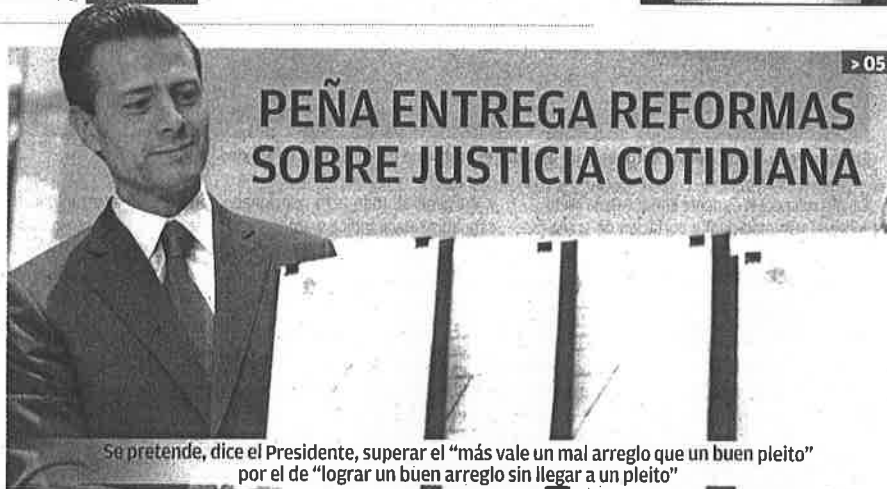 > 05
PEÑA ENTREGA REFORMAS
SOBRE JUSTICIA COTIDIANA
Se pretende, dice el Presidente, superar el “más vale un mal arreglo que un buen pleito”
por el de “lograr un buen arreglo sin llegar a un pleito”